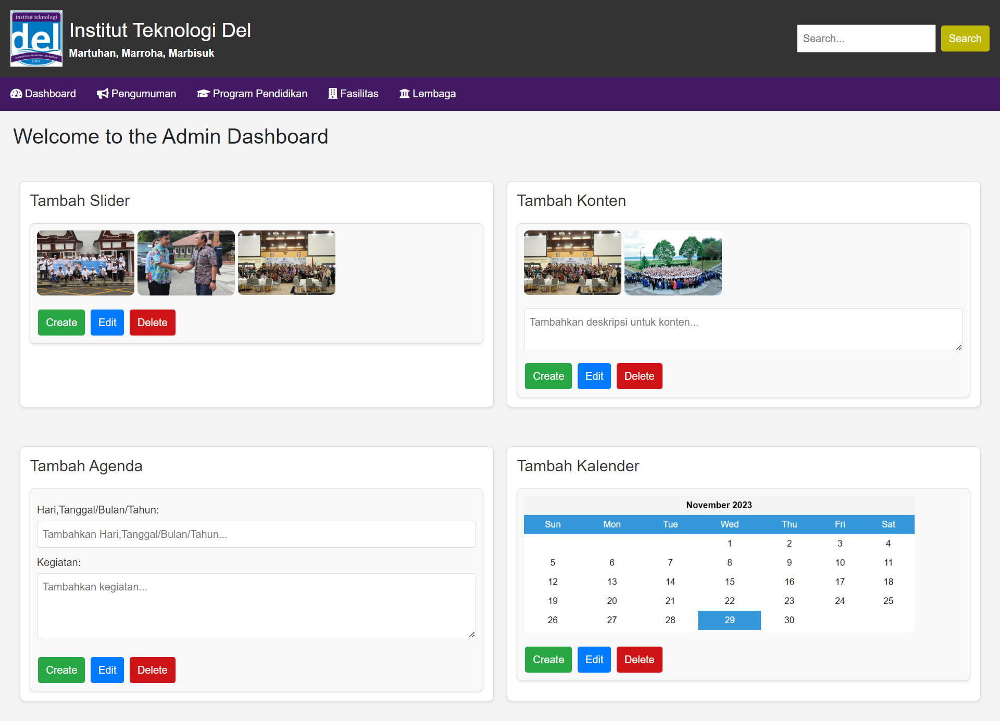 institut teknologi
del
MARTUHAN-MARROHA-MARBISUK
2001
Institut Teknologi Del
Martuhan, Marroha, Marbisuk
Search...
Search
Dashboard
Pengumuman
Program Pendidikan
Fasilitas
Lembaga
Welcome to the Admin Dashboard
Tambah Slider
Create
Edit
Delete
Tambah Konten
Tambahkan deskripsi untuk konten...
Create
Edit
Delete
Tambah Agenda
Hari,Tanggal/Bulan/Tahun:
Tambahkan Hari,Tanggal/Bulan/Tahun...
Kegiatan:
Tambahkan kegiatan...
Create
Edit
Delete
Tambah Kalender
November 2023
Sun Mon Tue Wed Thu Fri Sat
1 2 3 4
5 6 7 8 9 10 11
12 13 14 15 16 17 18
19 20 21 22 23 24 25
26 27 28 29 30
Create
Edit
Delete